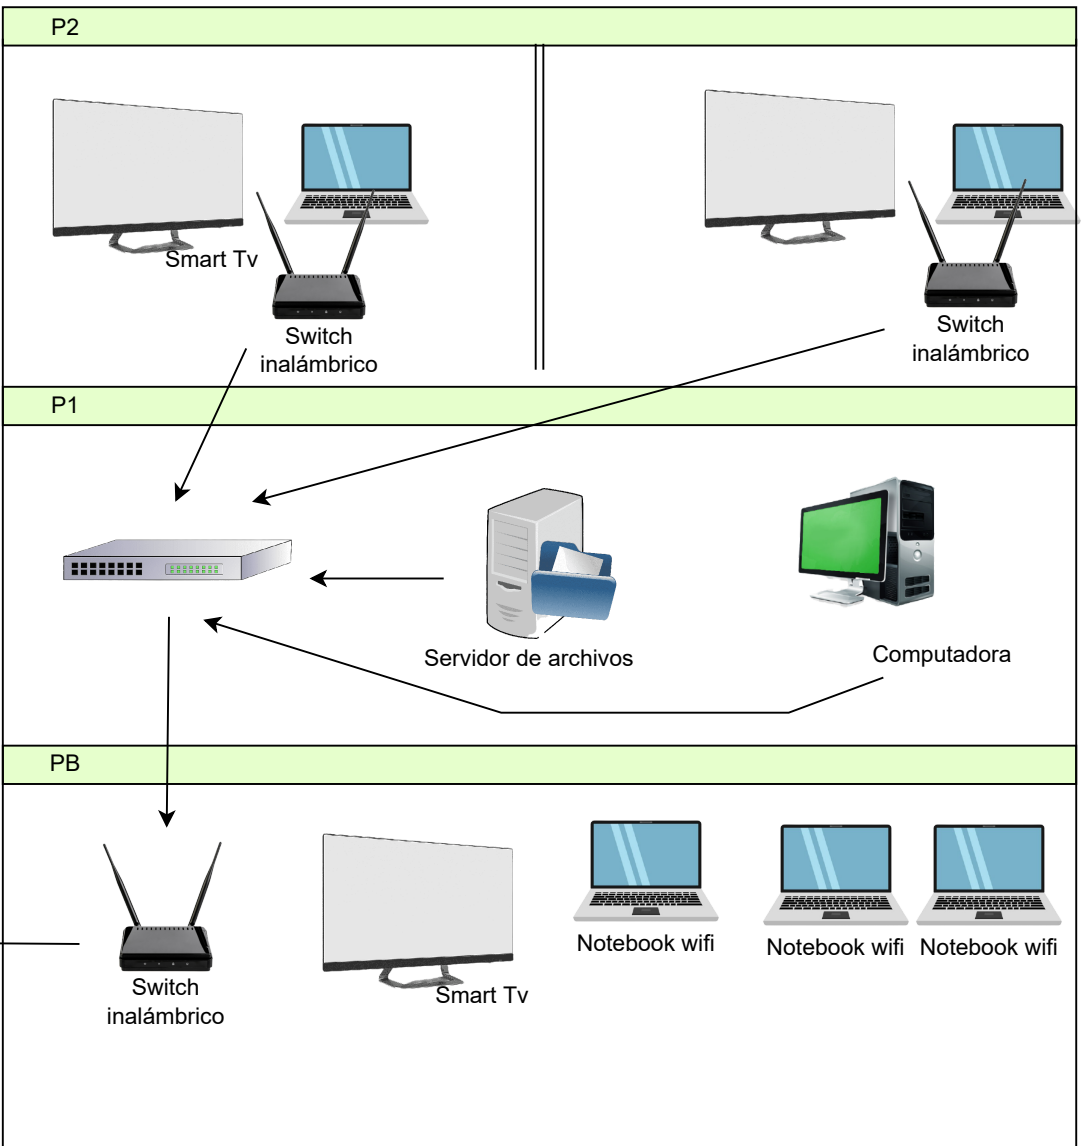 P2
Smart Tv
Switch
inalámbrico
Switch
inalámbrico
P1
Servidor de archivos
Computadora
PB
Switch
inalámbrico
Smart Tv
Notebook wifi
Notebook wifi
Notebook wifi